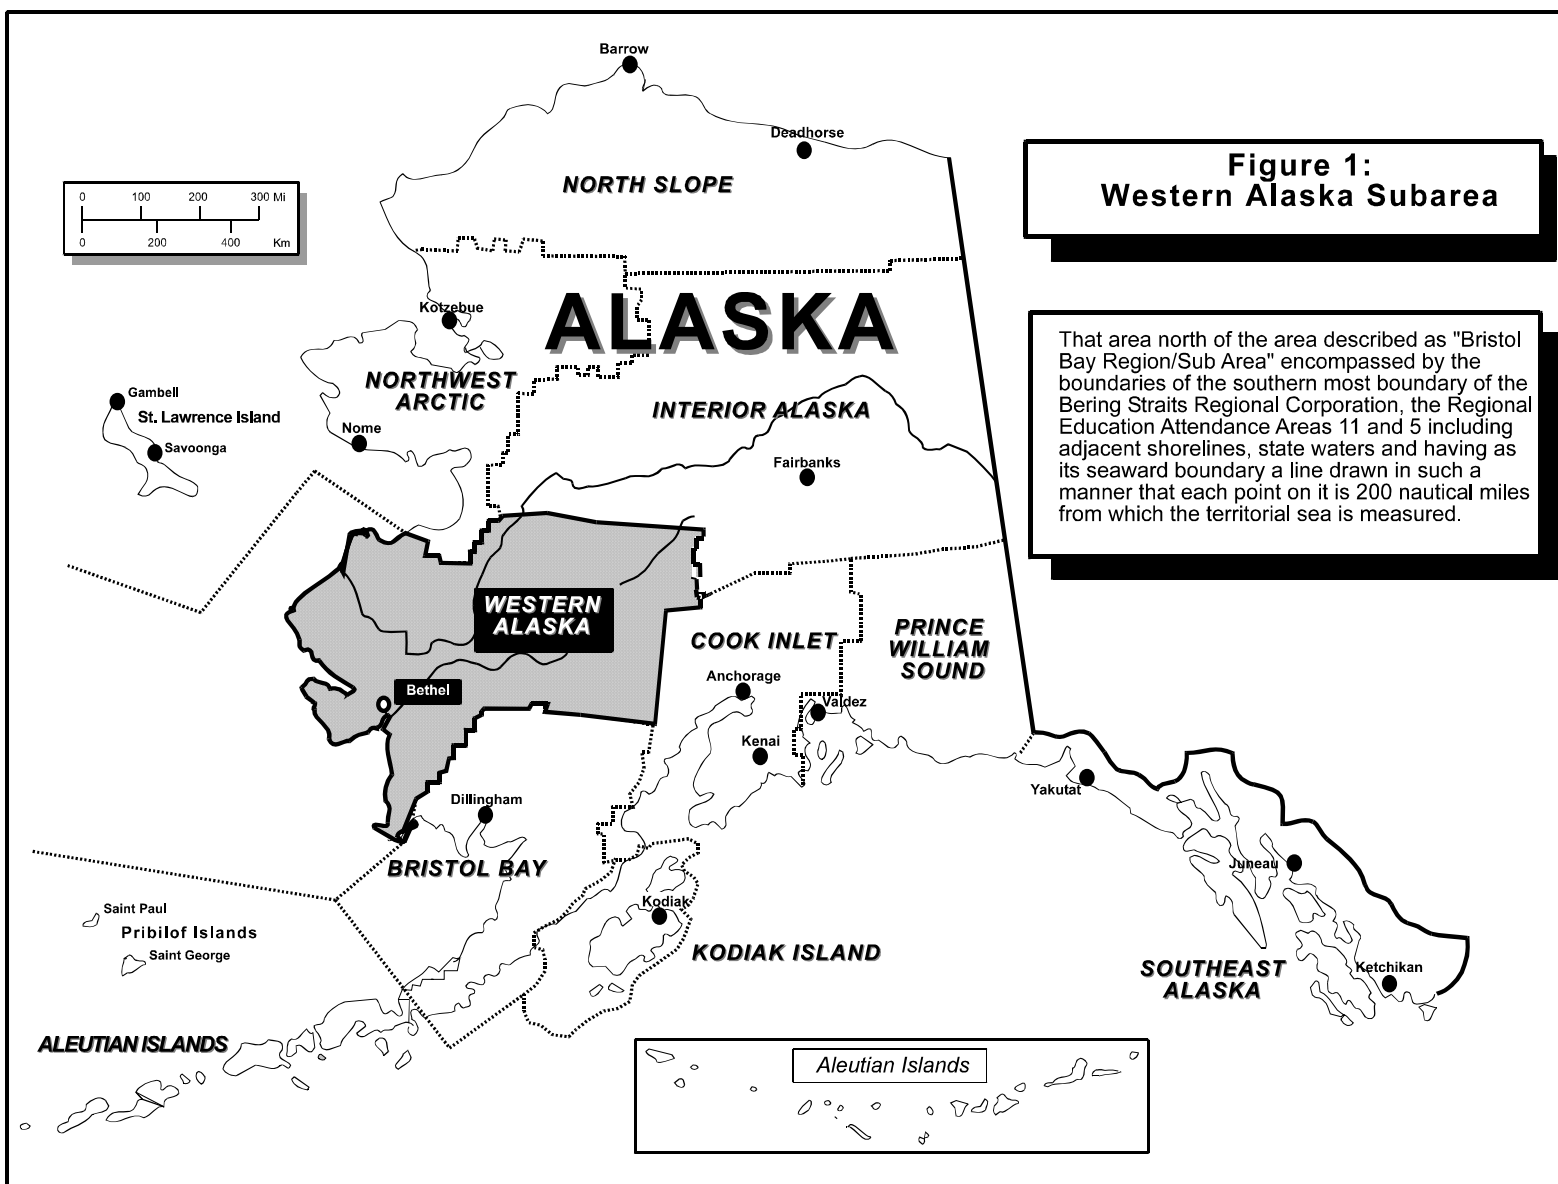 Barrow
Deadhorse
NORTH SLOPE
Figure 1:
Western Alaska Subarea
0 100 200 300 Mi
0 200 400 Km
ALASKA
Kotzebue
NORTHWEST
ARCTIC
INTERIOR ALASKA
That area north of the area described as "Bristol
Bay Region/Sub Area" encompassed by the
boundaries of the southern most boundary of the
Bering Straits Regional Corporation, the Regional
Education Attendance Areas 11 and 5 including
adjacent shorelines, state waters and having as
its seaward boundary a line drawn in such a
manner that each point on it is 200 nautical miles
from which the territorial sea is measured.
Gambell
St. Lawrence Island
Savoonga
Nome
Fairbanks
WESTERN
ALASKA
COOK INLET
PRINCE
WILLIAM
SOUND
Anchorage
Bethel
Valdez
Kenai
Yakutat
Dillingham
BRISTOL BAY
Juneau
Kodiak
Saint Paul
Pribilof Islands
Saint George
KODIAK ISLAND
SOUTHEAST
ALASKA
Ketchikan
ALEUTIAN ISLANDS
Aleutian Islands